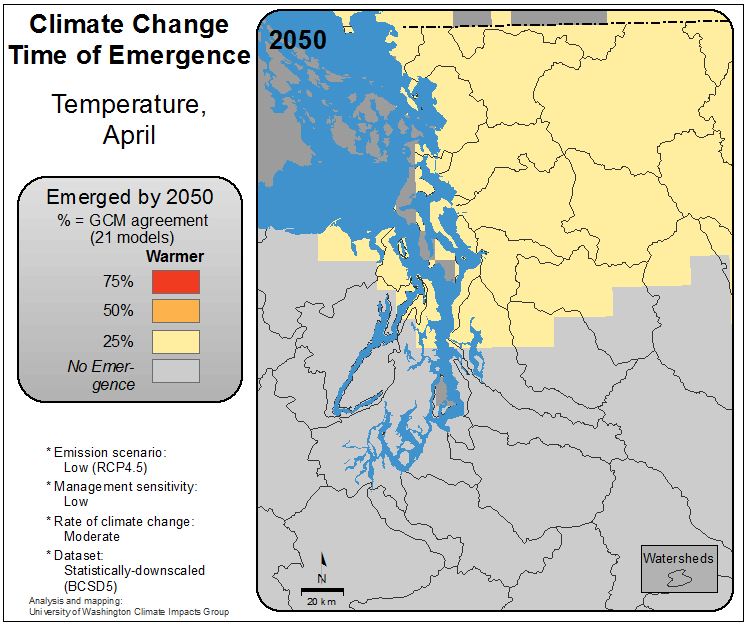 Climate Change
Time of Emergence
Temperature,
April
Emerged by 2050
% = GCM agreement
(21 models)
Warmer
75%
50%
25%
No Emer-
gence
* Emission scenario:
Low (RCP4.5)
* Management sensitivity:
Low
* Rate of climate change:
Moderate
* Dataset:
Statistically-downscaled
(BCSD5)
Analysis and mapping:
University of Washington Climate Impacts Group
2050
N
20 km
Watersheds